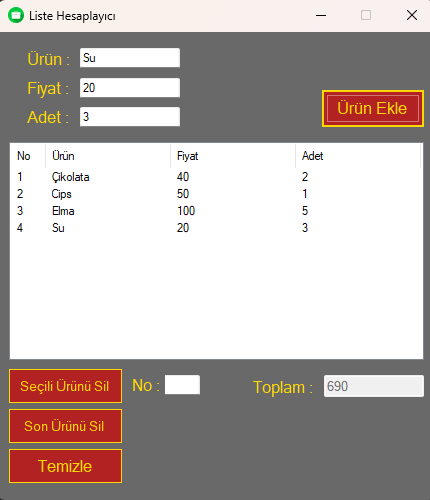 Liste Hesaplayıcı
Ürün : Su
Fiyat : 20
Adet : 3
Ürün Ekle
No Ürün Fiyat Adet
1 Çikolata 40 2
2 Cips 50 1
3 Elma 100 5
4 Su 20 3
Seçili Ürünü Sil No : Toplam : 690
Son Ürünü Sil
Temizle